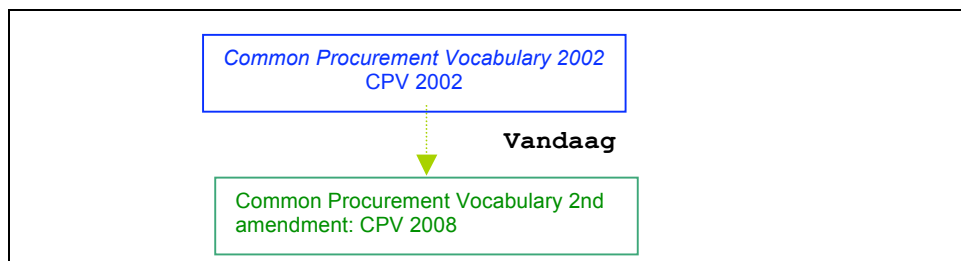 Common Procurement Vocabulary 2002
CPV 2002
Vandaag
Common Procurement Vocabulary 2nd
amendment: CPV 2008